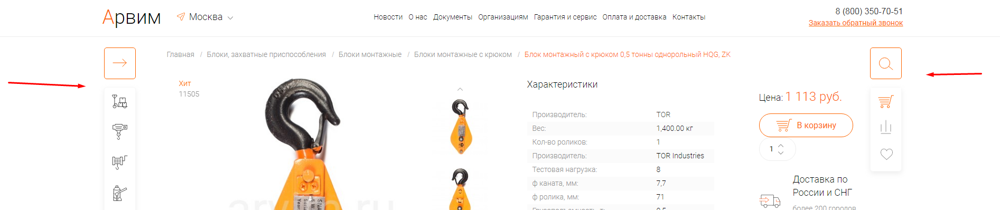 Арвим
Москва
Новости О нас Документы Организациям Гарантия и сервис Оплата и доставка Контакты
8 (800) 350-70-51
Заказать обратный звонок
Главная / Блоки, захватные приспособления / Блоки монтажные / Блоки монтажные с крюком / Блок монтажный с крюком 0,5 тонны однорольный HQG, ZK
Хит
11505
Характеристики
Производитель: TOR
Вес: 1,400.00 кг
Кол-во роликов: 1
Производитель: TOR Industries
Тестовая нагрузка: 8
ф каната, мм: 7,7
ф ролика, мм: 71
Цена: 1 113 руб.
В корзину
1
Доставка по
России и СНГ
более 200 городов